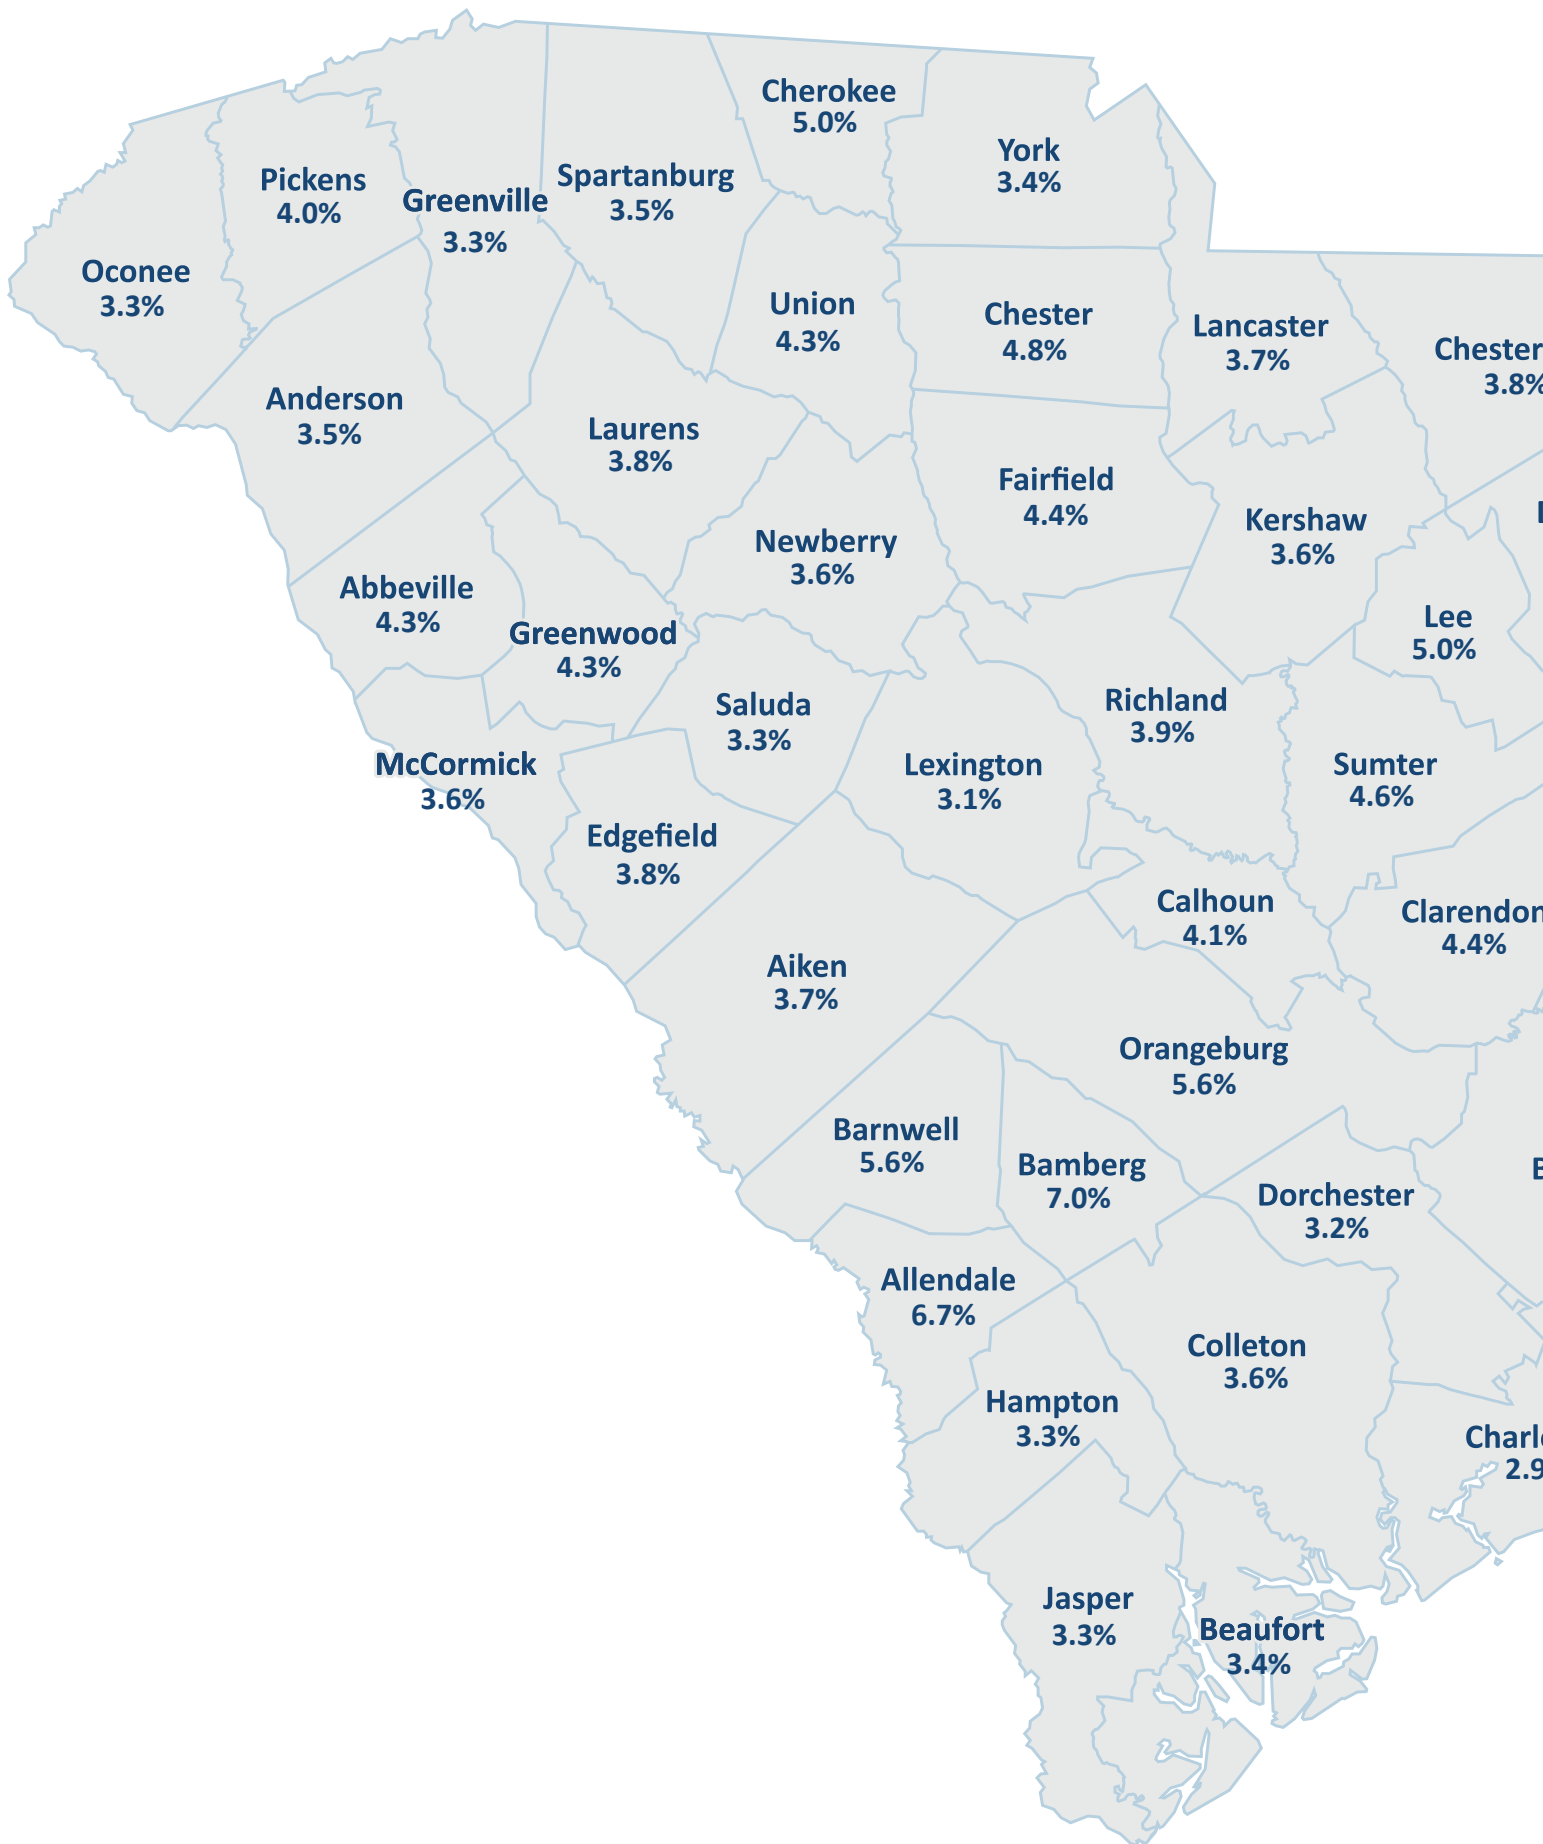 Cherokee
5.0%
York
3.4%
Spartanburg
3.5%
Pickens
4.0%
Greenville
3.3%
Oconee
3.3%
Union
4.3%
Chester
4.8%
Lancaster
3.7%
Chester
3.8%
Anderson
3.5%
Laurens
3.8%
Fairfield
4.4%
Kershaw
3.6%
Newberry
3.6%
Abbeville
4.3%
Greenwood
4.3%
Lee
5.0%
Saluda
3.3%
Richland
3.9%
McCormick
3.6%
Lexington
3.1%
Sumter
4.6%
Edgefield
3.8%
Calhoun
4.1%
Clarendon
4.4%
Aiken
3.7%
Orangeburg
5.6%
Barnwell
5.6%
Bamberg
7.0%
Dorchester
3.2%
Allendale
6.7%
Colleton
3.6%
Hampton
3.3%
Charl
2.9
Jasper
3.3%
Beaufort
3.4%